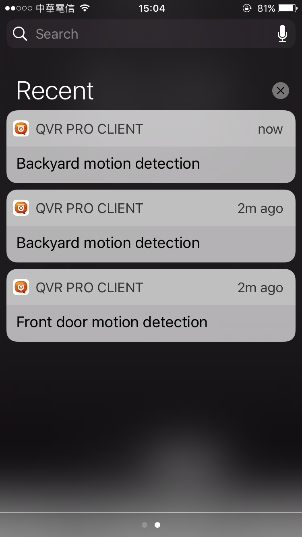 中華電信 15:04 81%
Search
Recent
QVR PRO CLIENT now
Backyard motion detection
QVR PRO CLIENT 2m ago
Backyard motion detection
QVR PRO CLIENT 2m ago
Front door motion detection